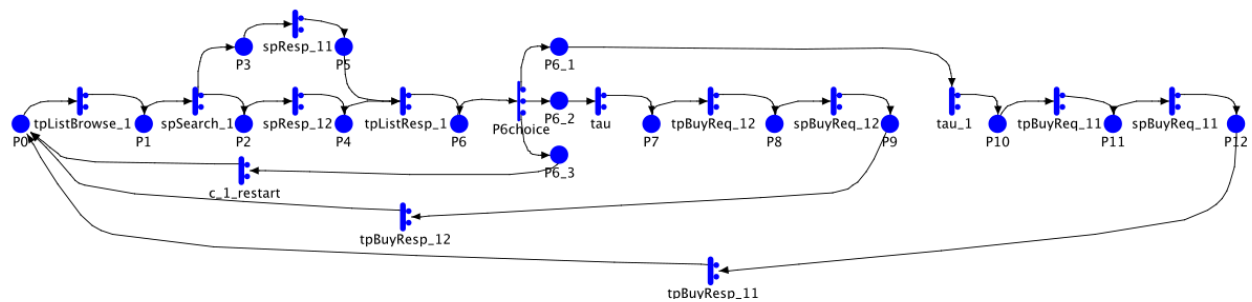 spResp_11
P3
P5
P6_1
tpListBrowse_1
spSearch_1
spResp_12
tpListResp_1
P6choice
P6_2
tau
tpBuyReq_12
spBuyReq_12
tau_1
tpBuyReq_11
spBuyReq_11
P0
P1
P2
P4
P6
P7
P8
P9
P10
P11
P12
P6_3
c_1_restart
tpBuyResp_12
tpBuyResp_11